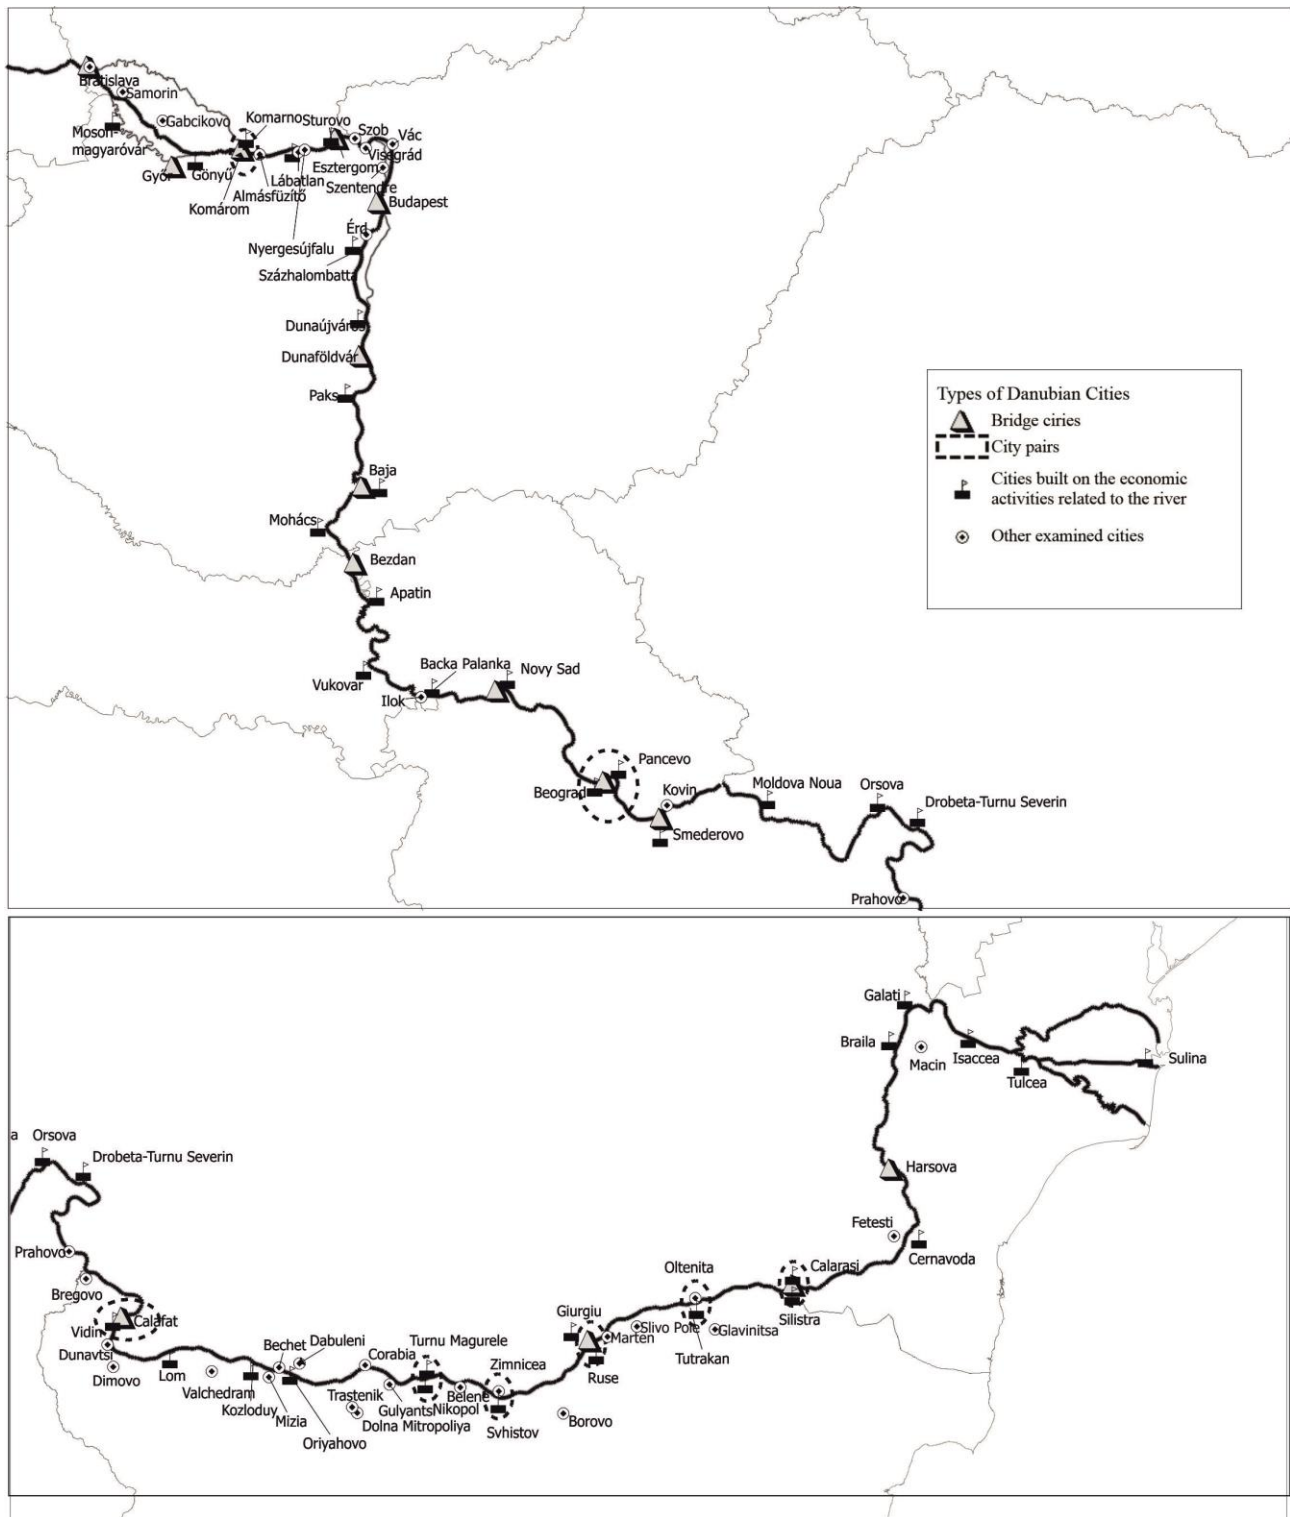 Bratislava
Samorin
Gabcikovo
Moson-
magyaróvár
Győr
Gönyü
Komarno
Sturovo
Komárom
Almásfüzítő
Lábatlan
Nyergesújfalu
Szob
Visegrád
Vác
Esztergom
Szentendre
Budapest
Érd
Százhalombatta
Dunaújváros
Dunaföldvár
Paks
Baja
Mohács
Bezdan
Apatin
Vukovar
Ilok
Backa Palanka
Novy Sad
Beograd
Pancevo
Kovin
Smederovo
Moldova Noua
Orsova
Drobeta-Turnu Severin
Prahovo
Types of Danubian Cities
Bridge ciries
City pairs
Cities built on the economic
activities related to the river
Other examined cities
Galati
Braila
Macin
Isaccea
Tulcea
Sulina
Harsova
Fetesti
Cernavoda
a Orsova
Drobeta-Turnu Severin
Prahovo
Bregovo
Vidin
Calafat
Dunavtsi
Dimovo
Lom
Valchedram
Kozloduy
Mizia
Bechet
Dabuleni
Oriyahovo
Corabia
Trastenik
Dolna Mitropoliya
Gulyants
Turnu Magurele
Nikopol
Belene
Zimnicea
Svhistov
Borovo
Giurgiu
Ruse
Marten
Slivo Pole
Oltenita
Tutrakan
Glavinitsa
Calarasi
Silistra